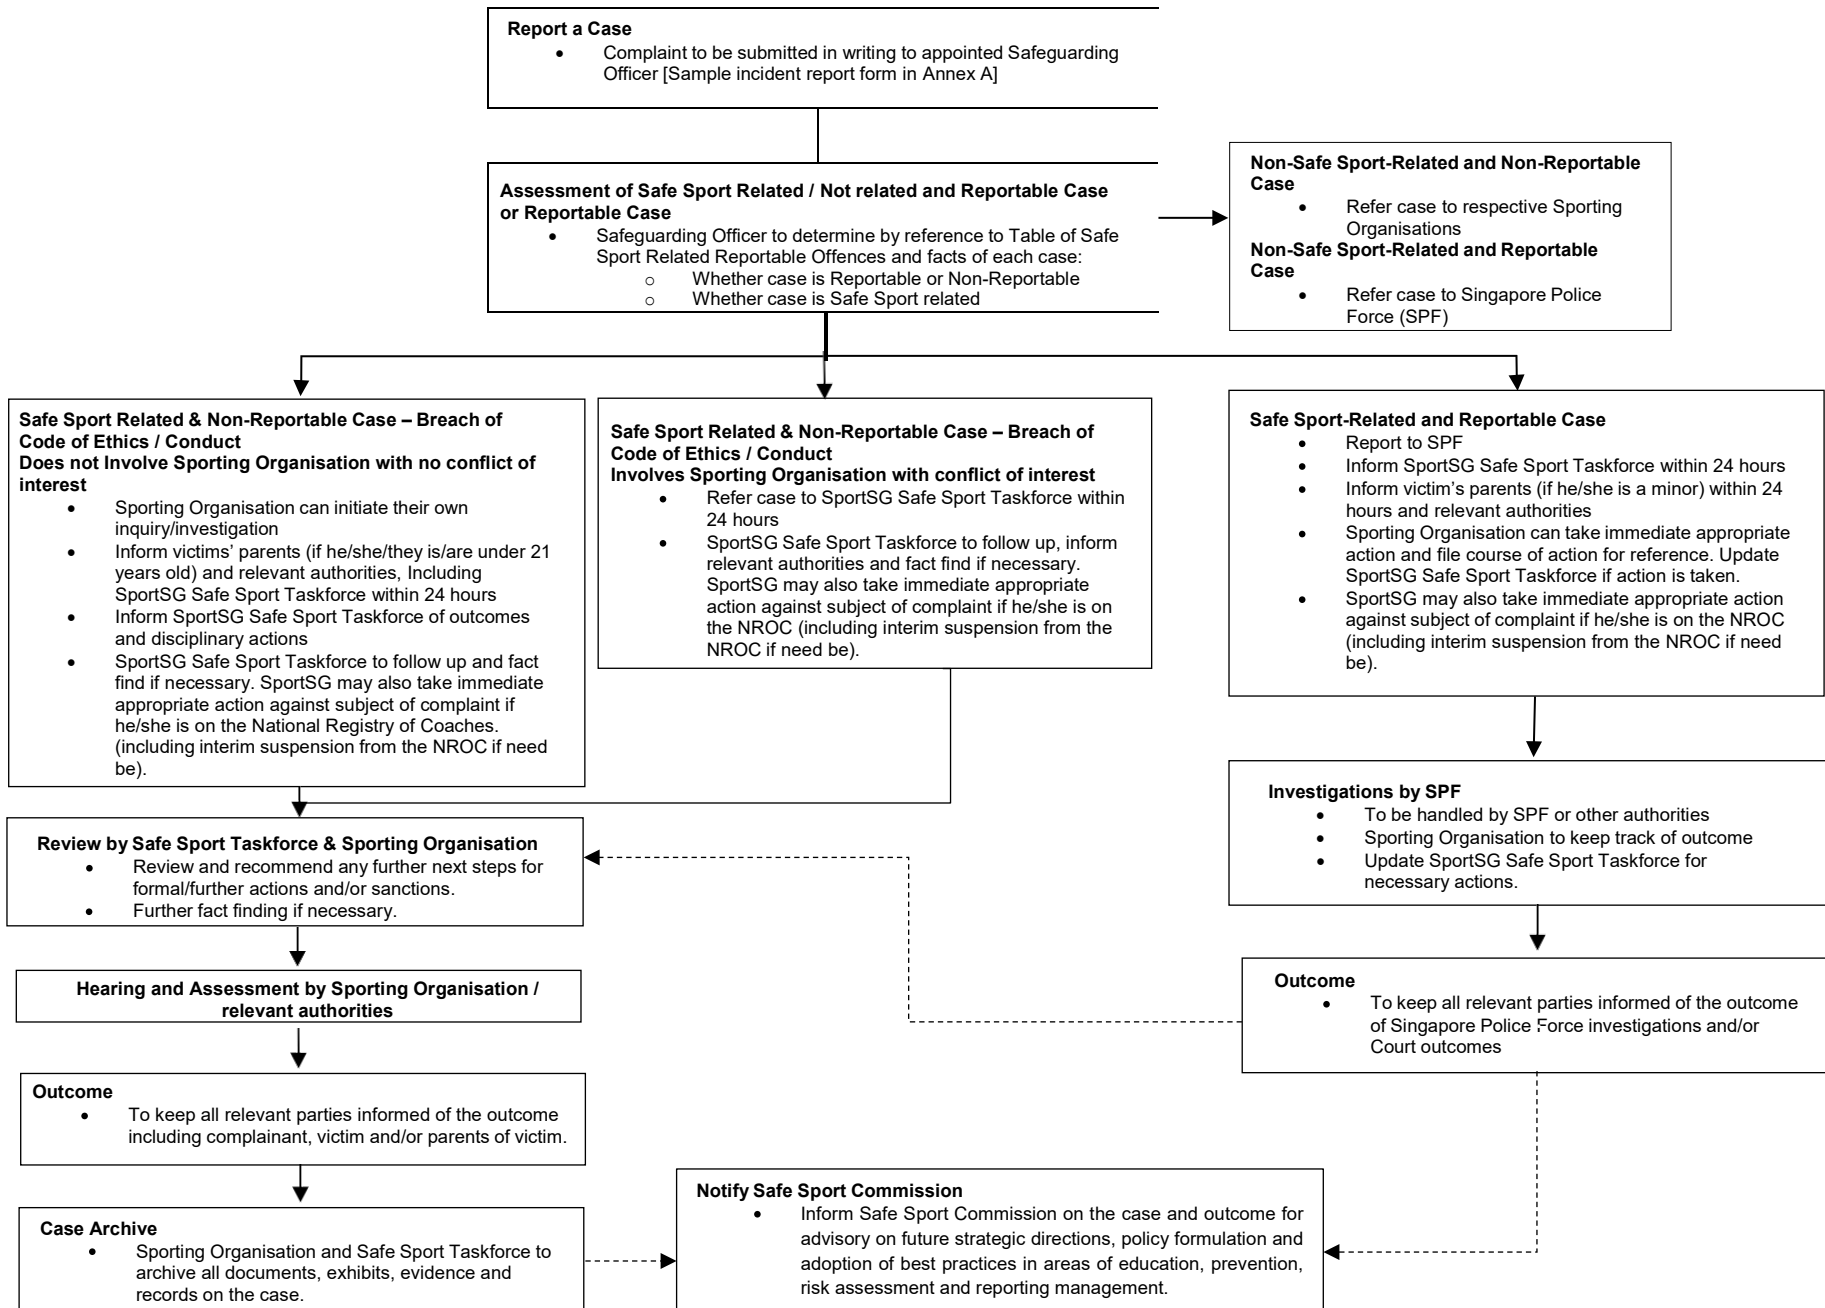 Report a Case
• Complaint to be submitted in writing to appointed Safeguarding
Officer [Sample incident report form in Annex A]
Assessment of Safe Sport Related / Not related and Reportable Case
or Reportable Case
• Safeguarding Officer to determine by reference to Table of Safe
Sport Related Reportable Offences and facts of each case:
○ Whether case is Reportable or Non-Reportable
○ Whether case is Safe Sport related
Non-Safe Sport-Related and Non-Reportable
Case
• Refer case to respective Sporting
Organisations
Non-Safe Sport-Related and Reportable
Case
• Refer case to Singapore Police
Force (SPF)
Safe Sport Related & Non-Reportable Case – Breach of
Code of Ethics / Conduct
Does not Involve Sporting Organisation with no conflict of
interest
• Sporting Organisation can initiate their own
inquiry/investigation
• Inform victims’ parents (if he/she/they is/are under 21
years old) and relevant authorities, Including
SportSG Safe Sport Taskforce within 24 hours
• Inform SportSG Safe Sport Taskforce of outcomes
and disciplinary actions
• SportSG Safe Sport Taskforce to follow up and fact
find if necessary. SportSG may also take immediate
appropriate action against subject of complaint if
he/she is on the National Registry of Coaches.
(including interim suspension from the NROC if need
be).
Safe Sport Related & Non-Reportable Case – Breach of
Code of Ethics / Conduct
Involves Sporting Organisation with conflict of interest
• Refer case to SportSG Safe Sport Taskforce within
24 hours
• SportSG Safe Sport Taskforce to follow up, inform
relevant authorities and fact find if necessary.
SportSG may also take immediate appropriate
action against subject of complaint if he/she is on
the NROC (including interim suspension from the
NROC if need be).
Safe Sport-Related and Reportable Case
• Report to SPF
• Inform SportSG Safe Sport Taskforce within 24 hours
• Inform victim’s parents (if he/she is a minor) within 24
hours and relevant authorities
• Sporting Organisation can take immediate appropriate
action and file course of action for reference. Update
SportSG Safe Sport Taskforce if action is taken.
• SportSG may also take immediate appropriate action
against subject of complaint if he/she is on the NROC
(including interim suspension from the NROC if need
be).
Review by Safe Sport Taskforce & Sporting Organisation
• Review and recommend any further next steps for
formal/further actions and/or sanctions.
• Further fact finding if necessary.
Investigations by SPF
• To be handled by SPF or other authorities
• Sporting Organisation to keep track of outcome
• Update SportSG Safe Sport Taskforce for
necessary actions.
Hearing and Assessment by Sporting Organisation /
relevant authorities
Outcome
• To keep all relevant parties informed of the outcome
of Singapore Police Force investigations and/or
Court outcomes
Outcome
• To keep all relevant parties informed of the outcome
including complainant, victim and/or parents of victim.
Case Archive
• Sporting Organisation and Safe Sport Taskforce to
archive all documents, exhibits, evidence and
records on the case.
Notify Safe Sport Commission
• Inform Safe Sport Commission on the case and outcome for
advisory on future strategic directions, policy formulation and
adoption of best practices in areas of education, prevention,
risk assessment and reporting management.